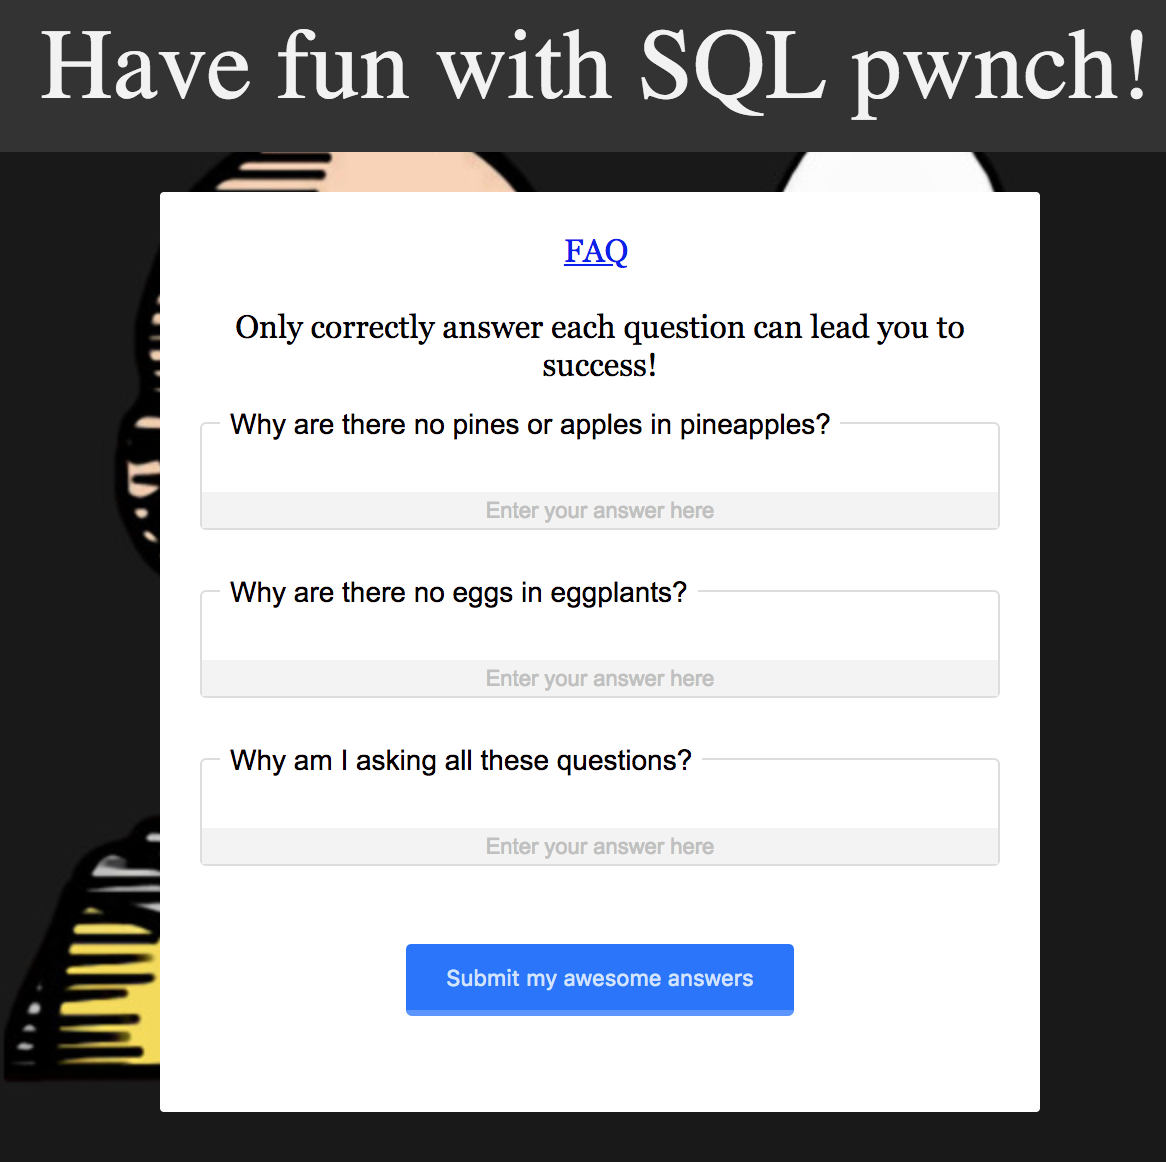 Have fun with SQL pwnch!
FAQ
Only correctly answer each question can lead you to
success!
Why are there no pines or apples in pineapples?
Enter your answer here
Why are there no eggs in eggplants?
Enter your answer here
Why am I asking all these questions?
Enter your answer here
Submit my awesome answers